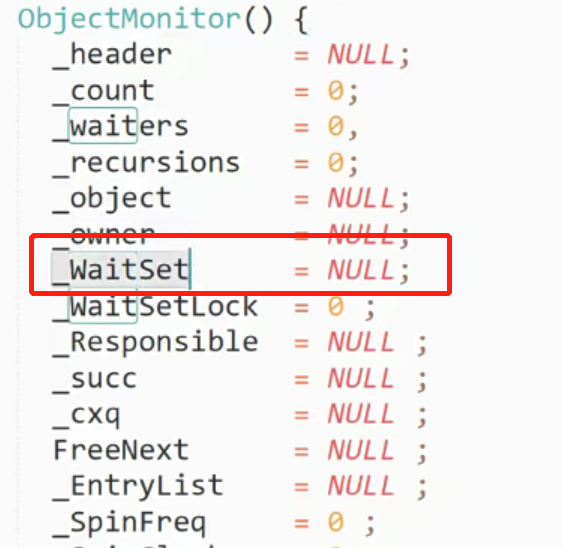 ObjectMonitor() {
_header = NULL;
_count = 0;
_waiters = 0,
_recursions = 0;
_object = NULL;
_owner = NULL;
_WaitSet = NULL;
_WaitSetLock = 0 ;
_Responsible = NULL ;
_succ = NULL ;
_cxq = NULL ;
FreeNext = NULL ;
_EntryList = NULL ;
_SpinFreq = 0 ;